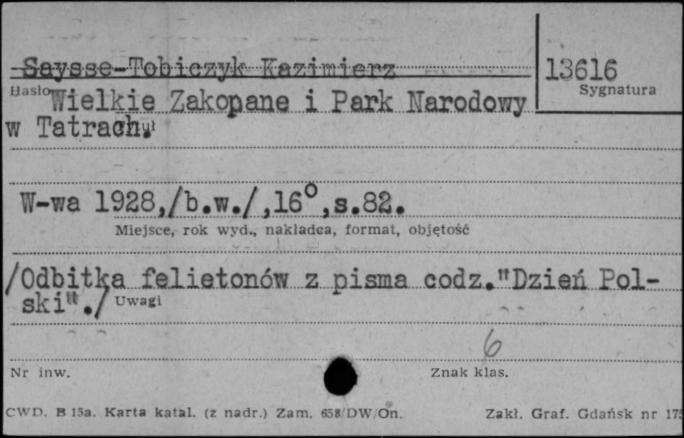 Saysse-Tobiczyk Kazimierz
13616
Hasło
Sygnatura
Wielkie Zakopane i Park Narodowy
w Tatrach.
W-wa 1928,/b.w./,16°,s.82.
Miejsce, rok wyd., nakładca, format, objętość
/Odbitka felietonów z pisma codz."Dzień Pol-
ski"./
Uwagi
6
Nr inw.
Znak klas.
CWD. B 15a. Karta katal. (z nadr.) Zam. 658/DW/On.
Zakł. Graf. Gdańsk nr 175